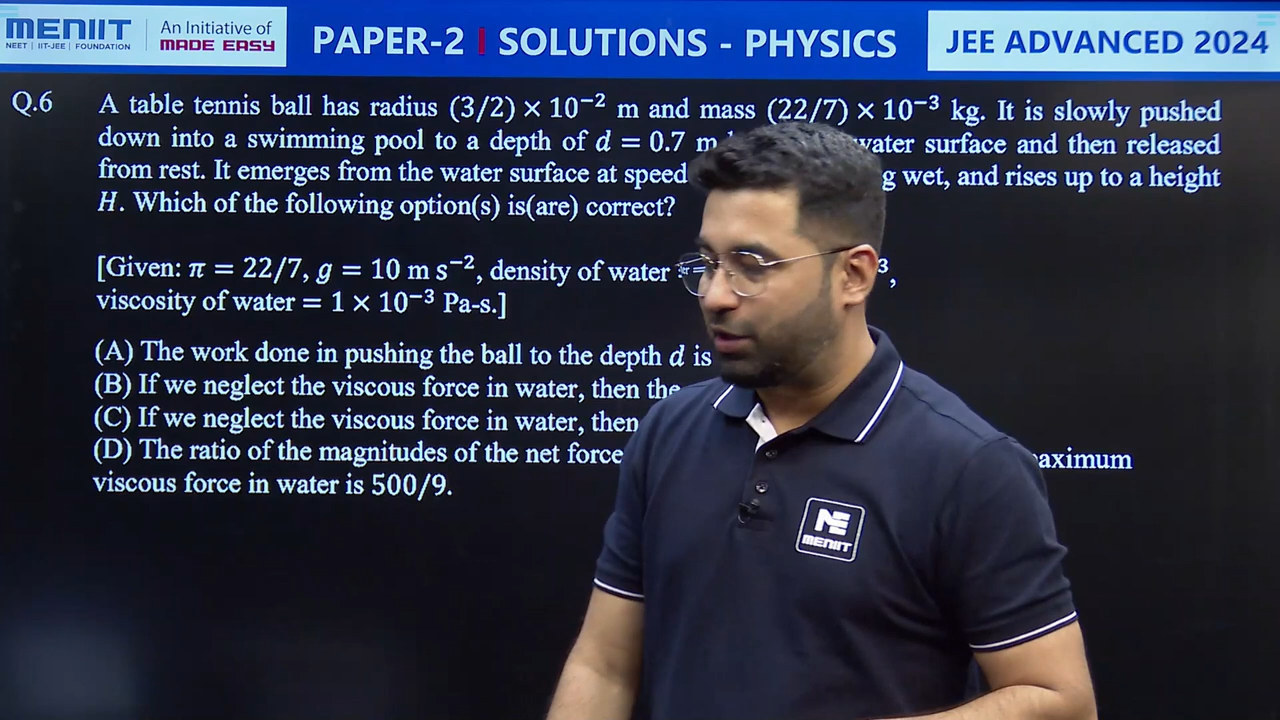 MENIIT
NEET | IIT-JEE | FOUNDATION
An Initiative of
MADE EASY
PAPER-2 | SOLUTIONS - PHYSICS
JEE ADVANCED 2024
Q.6 A table tennis ball has radius (3/2) × 10⁻² m and mass (22/7) × 10⁻³ kg. It is slowly pushed
down into a swimming pool to a depth of d = 0.7 m water surface and then released
from rest. It emerges from the water surface at speed wet, and rises up to a height
H. Which of the following option(s) is(are) correct?
[Given: π = 22/7, g = 10 m s⁻², density of water =
viscosity of water = 1 × 10⁻³ Pa-s.]
(A) The work done in pushing the ball to the depth d is
(B) If we neglect the viscous force in water, then the
(C) If we neglect the viscous force in water, then
(D) The ratio of the magnitudes of the net force
viscous force in water is 500/9.
NE
MENIIT